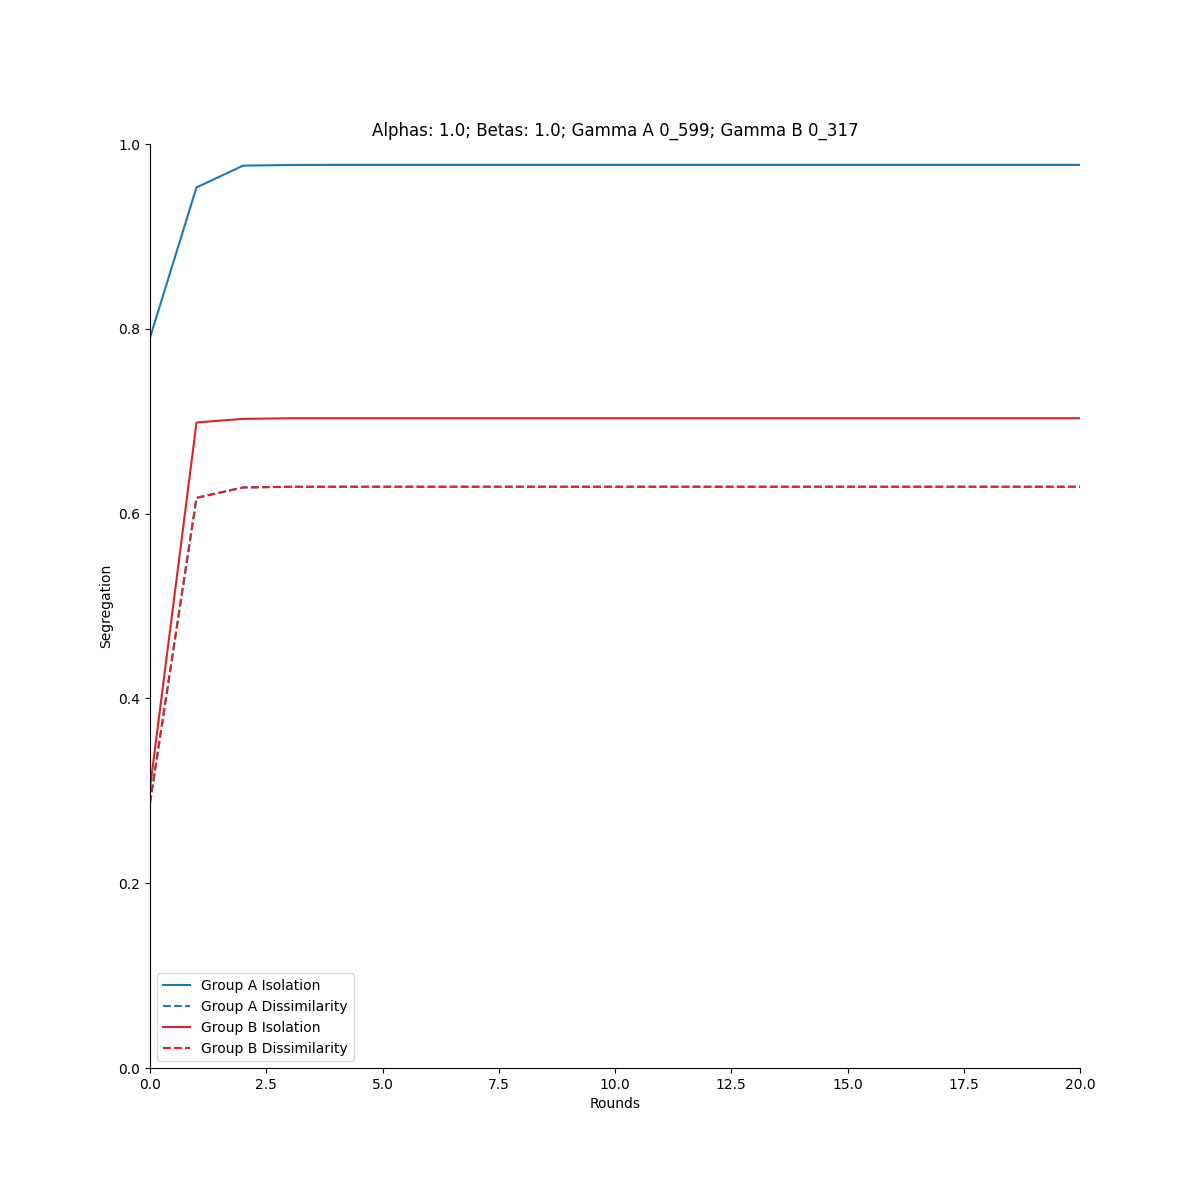 Alphas: 1.0; Betas: 1.0; Gamma A 0_599; Gamma B 0_317
1.0
0.8
0.6
0.4
0.2
0.0
Segregation
Group A Isolation
Group A Dissimilarity
Group B Isolation
Group B Dissimilarity
0.0 2.5 5.0 7.5 10.0 12.5 15.0 17.5 20.0
Rounds